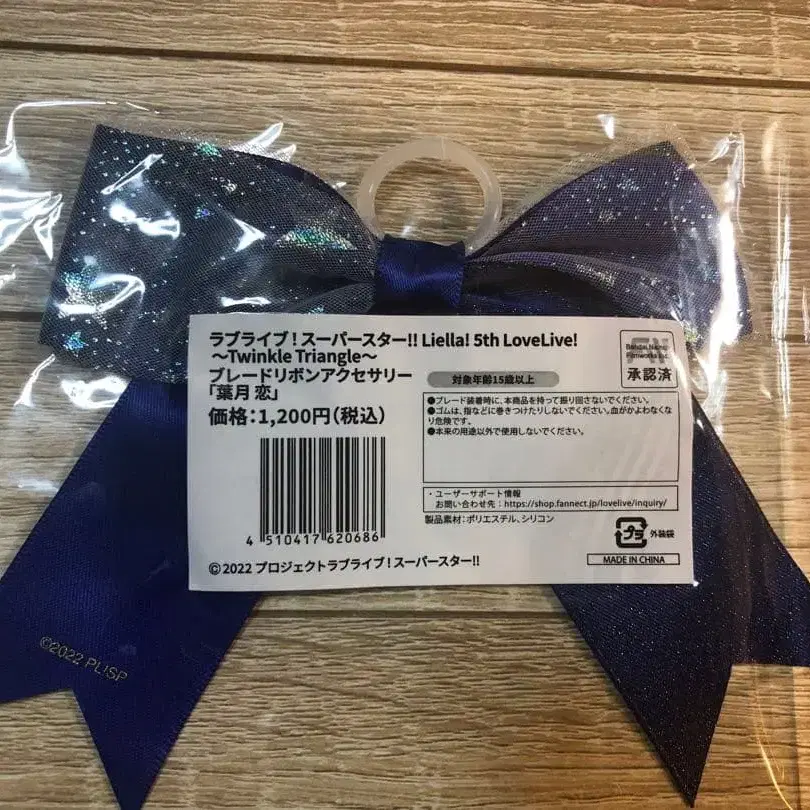 ラブライブ！スーパースター!! Liella! 5th LoveLive!
～Twinkle Triangle～
ブレードリボンアクセサリー
「葉月 恋」
価格：1,200円（税込）
4 510417 620686
©2022 プロジェクトラブライブ！スーパースター!!
Bandai Namco
Filmworks Inc.
承認済
対象年齢15歳以上
●ブレード装着時に、本商品を持って振り回さないでください。
●ゴムは、指などに巻きつけたりしないでください。血がかよわなくな
り危険です。
●本来の用途以外で使用しないでください。
・ユーザーサポート情報
お問い合わせ先：https://shop.fannect.jp/lovelive/inquiry/
製品素材：ポリエステル、シリコン
プラ 外装袋
MADE IN CHINA
©2022 PL!SP